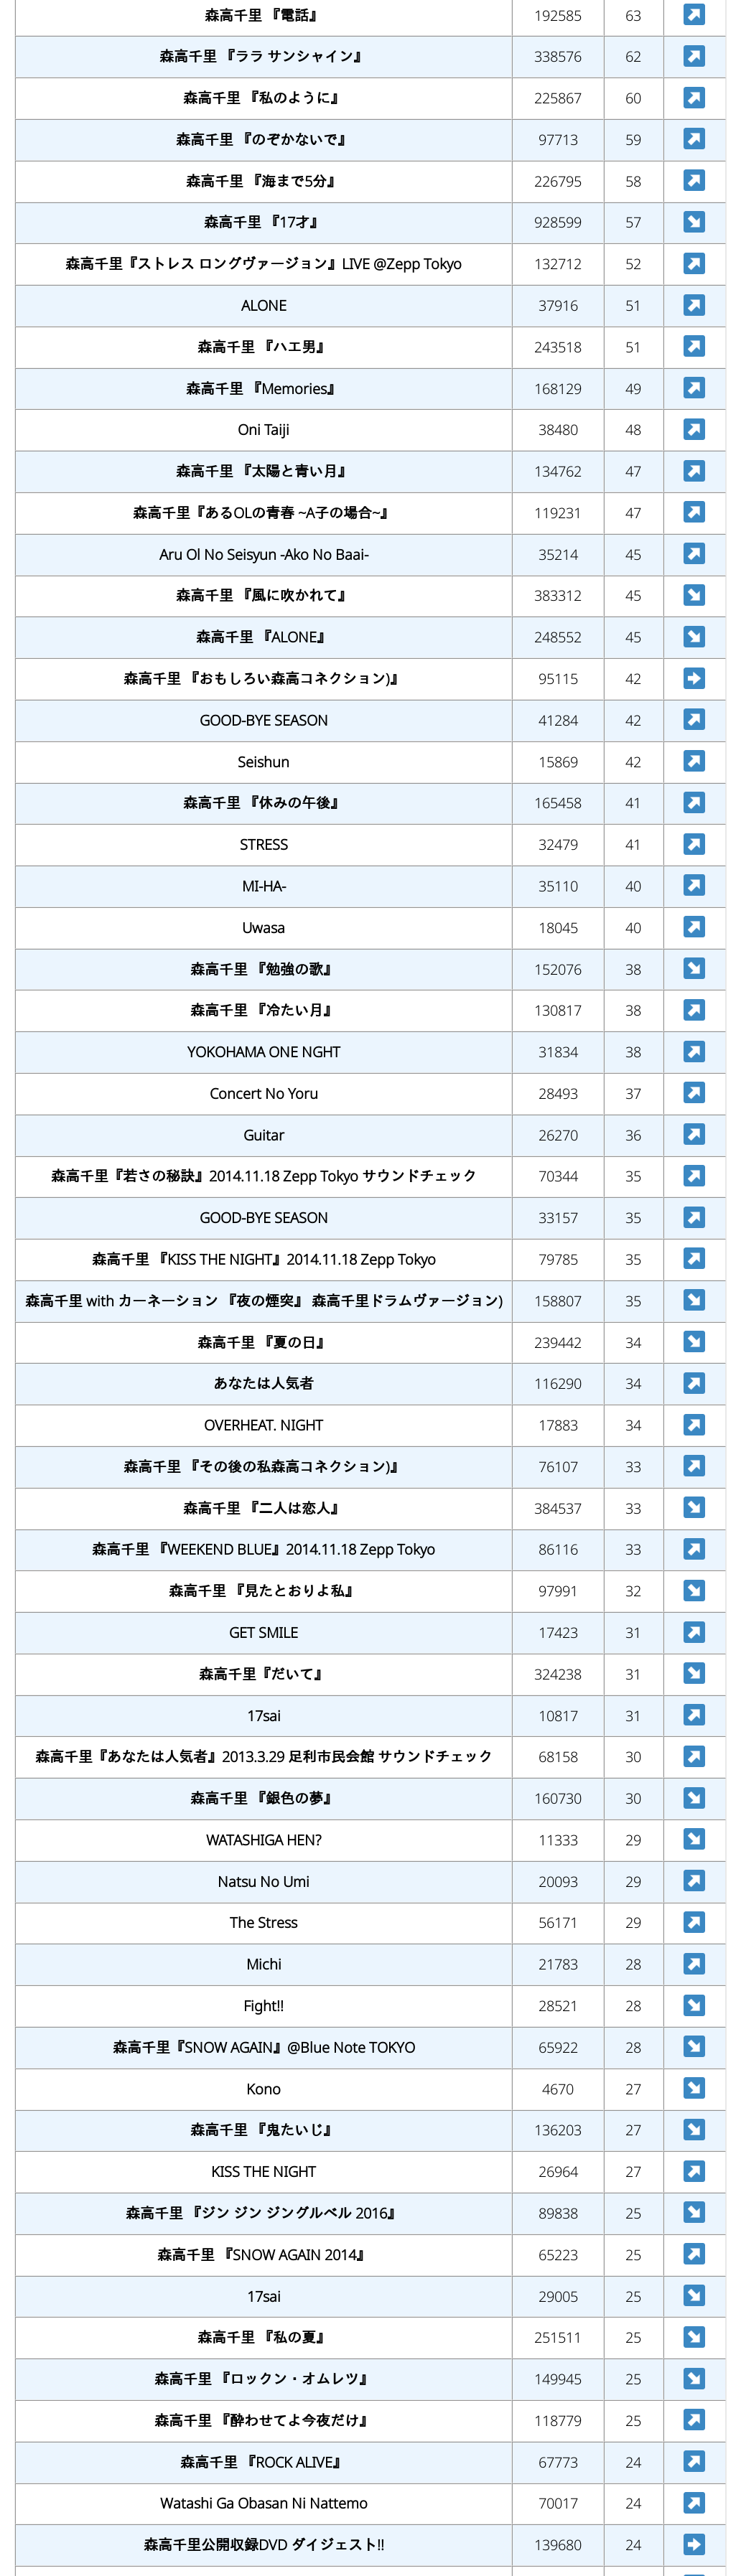 森高千里 『電話』 192585 63 ↗
森高千里 『ララ サンシャイン』 338576 62 ↗
森高千里 『私のように』 225867 60 ↗
森高千里 『のぞかないで』 97713 59 ↗
森高千里 『海まで5分』 226795 58 ↗
森高千里 『17才』 928599 57 ↘
森高千里『ストレス ロングヴァージョン』LIVE @Zepp Tokyo 132712 52 ↗
ALONE 37916 51 ↗
森高千里 『ハエ男』 243518 51 ↗
森高千里 『Memories』 168129 49 ↗
Oni Taiji 38480 48 ↗
森高千里 『太陽と青い月』 134762 47 ↗
森高千里『あるOLの青春 ~A子の場合~』 119231 47 ↗
Aru Ol No Seisyun -Ako No Baai- 35214 45 ↗
森高千里 『風に吹かれて』 383312 45 ↘
森高千里 『ALONE』 248552 45 ↘
森高千里 『おもしろい森高コネクション)』 95115 42 ➡
GOOD-BYE SEASON 41284 42 ↗
Seishun 15869 42 ↗
森高千里 『休みの午後』 165458 41 ↗
STRESS 32479 41 ↗
MI-HA- 35110 40 ↗
Uwasa 18045 40 ↗
森高千里 『勉強の歌』 152076 38 ↘
森高千里 『冷たい月』 130817 38 ↗
YOKOHAMA ONE NGHT 31834 38 ↗
Concert No Yoru 28493 37 ↗
Guitar 26270 36 ↗
森高千里『若さの秘訣』2014.11.18 Zepp Tokyo サウンドチェック 70344 35 ↗
GOOD-BYE SEASON 33157 35 ↗
森高千里 『KISS THE NIGHT』2014.11.18 Zepp Tokyo 79785 35 ↗
森高千里 with カーネーション 『夜の煙突』 森高千里ドラムヴァージョン) 158807 35 ↘
森高千里 『夏の日』 239442 34 ↘
あなたは人気者 116290 34 ↗
OVERHEAT. NIGHT 17883 34 ↗
森高千里 『その後の私森高コネクション)』 76107 33 ↗
森高千里 『二人は恋人』 384537 33 ↘
森高千里 『WEEKEND BLUE』2014.11.18 Zepp Tokyo 86116 33 ↗
森高千里 『見たとおりよ私』 97991 32 ↘
GET SMILE 17423 31 ↗
森高千里『だいて』 324238 31 ↘
17sai 10817 31 ↗
森高千里『あなたは人気者』2013.3.29 足利市民会館 サウンドチェック 68158 30 ↗
森高千里 『銀色の夢』 160730 30 ↘
WATASHIGA HEN? 11333 29 ↘
Natsu No Umi 20093 29 ↗
The Stress 56171 29 ↗
Michi 21783 28 ↗
Fight!! 28521 28 ↘
森高千里『SNOW AGAIN』@Blue Note TOKYO 65922 28 ↘
Kono 4670 27 ↘
森高千里 『鬼たいじ』 136203 27 ↘
KISS THE NIGHT 26964 27 ↗
森高千里 『ジン ジン ジングルベル 2016』 89838 25 ↘
森高千里 『SNOW AGAIN 2014』 65223 25 ↗
17sai 29005 25 ↘
森高千里 『私の夏』 251511 25 ↘
森高千里 『ロックン・オムレツ』 149945 25 ↘
森高千里 『酔わせてよ今夜だけ』 118779 25 ↗
森高千里 『ROCK ALIVE』 67773 24 ↗
Watashi Ga Obasan Ni Nattemo 70017 24 ↗
森高千里公開収録DVD ダイジェスト!! 139680 24 ➡